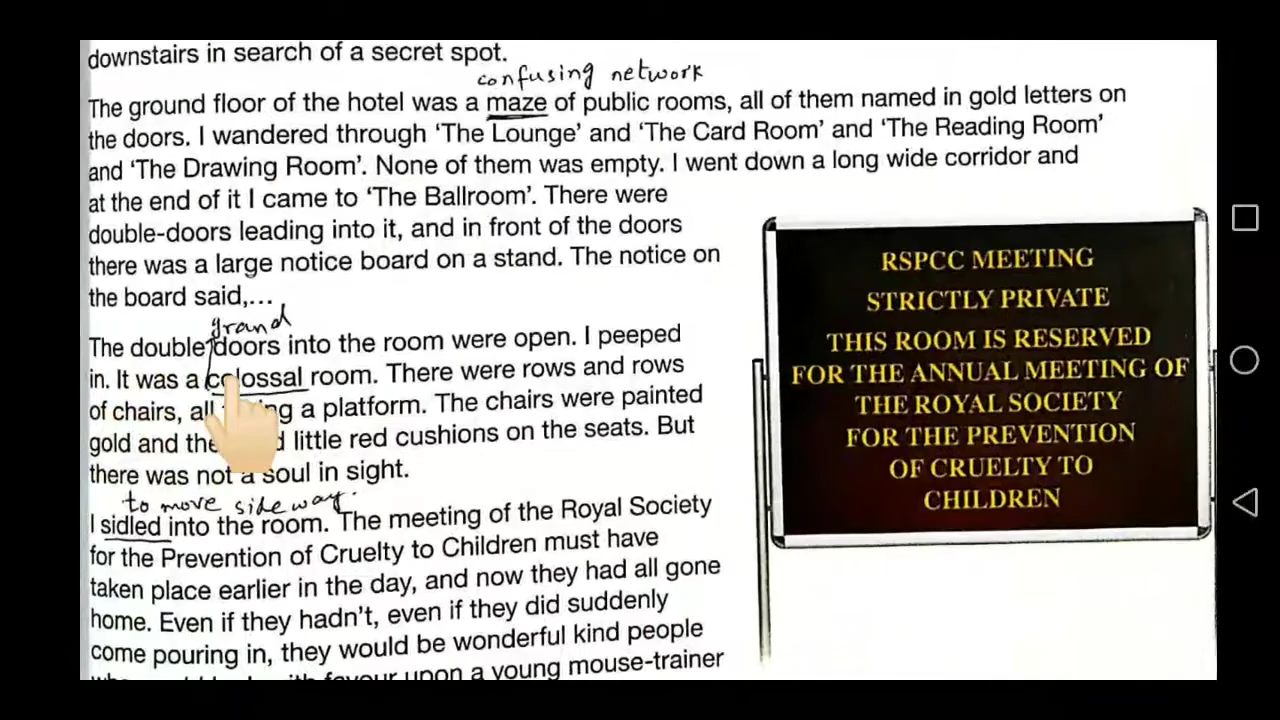 downstairs in search of a secret spot.
confusing network
The ground floor of the hotel was a maze of public rooms, all of them named in gold letters on
the doors. I wandered through ‘The Lounge’ and ‘The Card Room’ and ‘The Reading Room’
and ‘The Drawing Room’. None of them was empty. I went down a long wide corridor and
at the end of it I came to ‘The Ballroom’. There were
double-doors leading into it, and in front of the doors
there was a large notice board on a stand. The notice on
the board said,...
grand
The double doors into the room were open. I peeped
in. It was a colossal room. There were rows and rows
of chairs, all a platform. The chairs were painted
gold and little red cushions on the seats. But
there was not a soul in sight.
to move sideway.
I sidled into the room. The meeting of the Royal Society
for the Prevention of Cruelty to Children must have
taken place earlier in the day, and now they had all gone
home. Even if they hadn’t, even if they did suddenly
come pouring in, they would be wonderful kind people
favour upon a young mouse-trainer
RSPCC MEETING
STRICTLY PRIVATE
THIS ROOM IS RESERVED
FOR THE ANNUAL MEETING OF
THE ROYAL SOCIETY
FOR THE PREVENTION
OF CRUELTY TO
CHILDREN